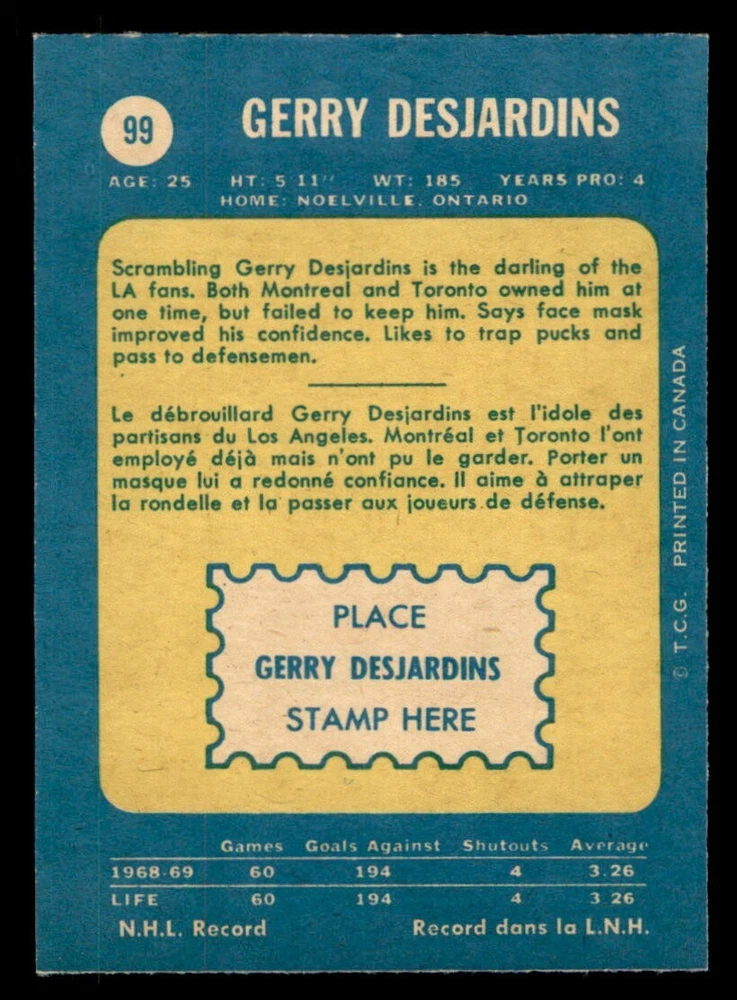 99
GERRY DESJARDINS
AGE: 25 HT: 5 11" WT: 185 YEARS PRO: 4
HOME: NOELVILLE, ONTARIO
Scrambling Gerry Desjardins is the darling of the
LA fans. Both Montreal and Toronto owned him at
one time, but failed to keep him. Says face mask
improved his confidence. Likes to trap pucks and
pass to defensemen.
Le débrouillard Gerry Desjardins est l'idole des
partisans du Los Angeles. Montréal et Toronto l'ont
employé déjà mais n'ont pu le garder. Porter un
masque lui a redonné confiance. Il aime à attraper
la rondelle et la passer aux joueurs de défense.
PLACE
GERRY DESJARDINS
STAMP HERE
Games Goals Against Shutouts Average
1968-69 60 194 4 3.26
LIFE 60 194 4 3.26
N.H.L. Record Record dans la L.N.H.
© T.C.G. PRINTED IN CANADA